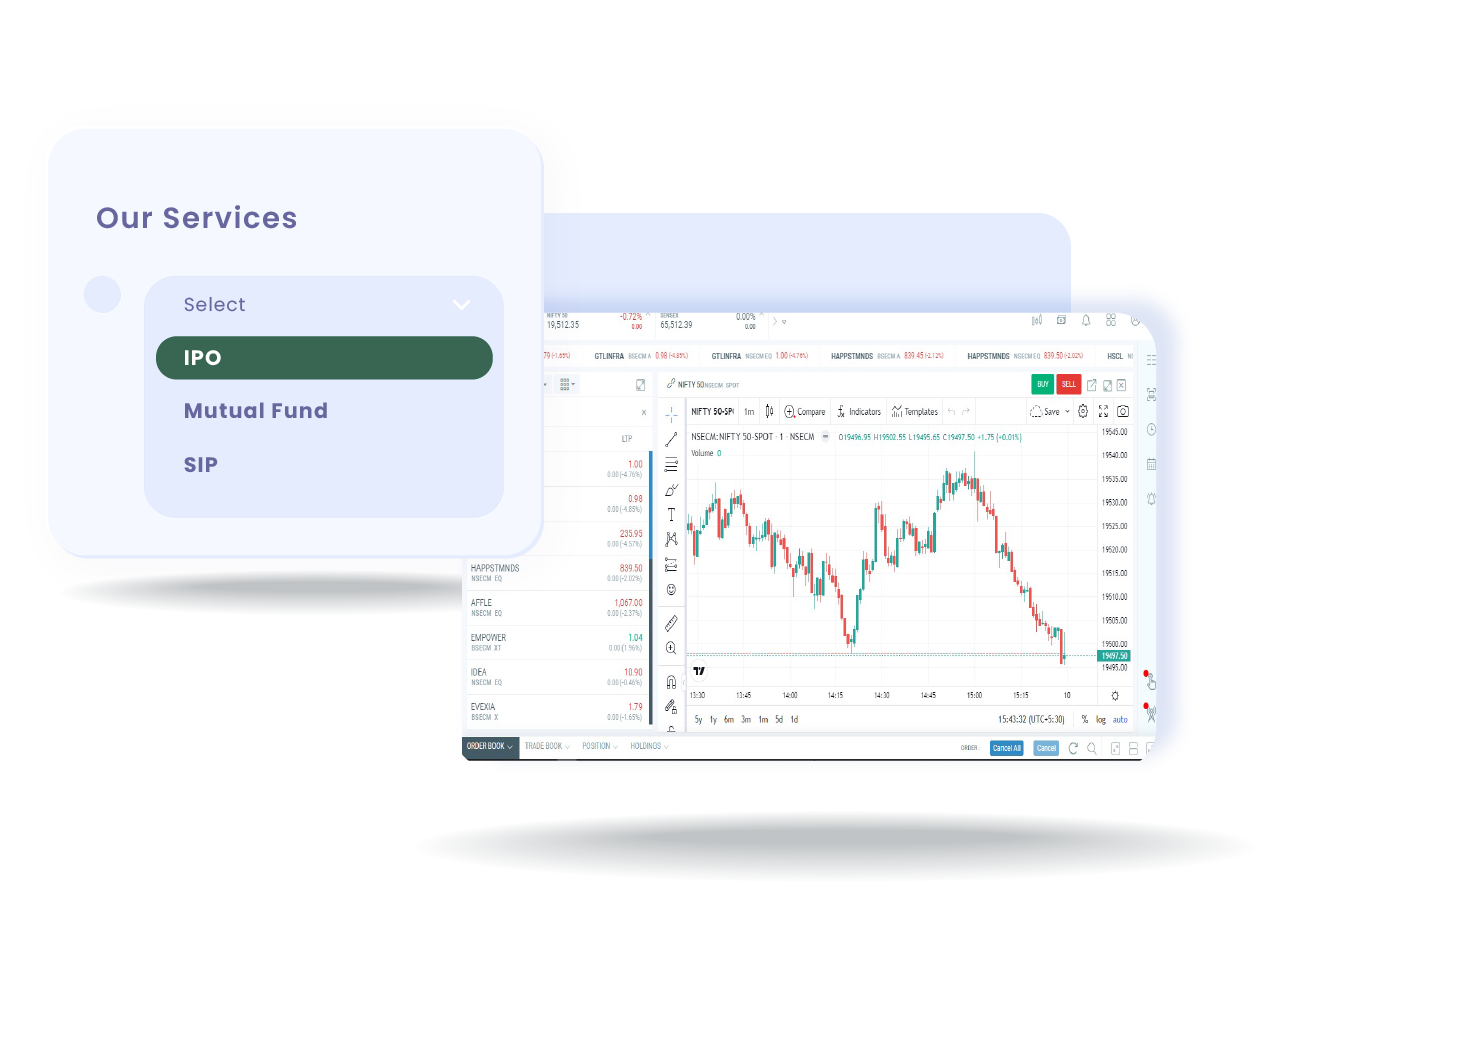 Our Services
Select
IPO
Mutual Fund
SIP
NIFTY 50 -0.72% SENSEX 0.00%
19,512.35 0.00 65,512.39 0.00
79 (-1.65%) GTLINFRA BSECM A 0.98 (-4.85%) GTLINFRA NSECM EQ 1.00 (-4.76%) HAPPSTMNDS BSECM A 839.45 (-2.12%) HAPPSTMNDS NSECM EQ 839.50 (-2.02%) HSCL
NIFTY 50 NSECM SPOT BUY SELL
x NIFTY 50-SP 1m Compare Indicators Templates Save
LTP NSECM:NIFTY 50-SPOT · 1 · NSECM O19496.95 H19502.55 L19495.65 C19497.50 +1.75 (+0.01%)
Volume 0
1.00
0.00 (-4.76%)
0.98
0.00 (-4.85%)
235.95
0.00 (-4.57%)
HAPPSTMNDS 839.50
NSECM EQ 0.00 (-2.02%)
AFFLE 1,067.00
NSECM EQ 0.00 (-2.37%)
EMPOWER 1.04
BSECM XT 0.00 (1.96%)
IDEA 10.90
NSECM EQ 0.00 (-0.46%)
EVEXIA 1.79
BSECM X 0.00 (-1.65%)
19545.00
19540.00
19535.00
19530.00
19525.00
19520.00
19515.00
19510.00
19505.00
19500.00
19497.50
19495.00
13:30 13:45 14:00 14:15 14:30 14:45 15:00 15:15 10
5y 1y 6m 3m 1m 5d 1d 15:43:32 (UTC+5:30) % log auto
ORDER BOOK TRADE BOOK POSITION HOLDINGS ORDER : Cancel All Cancel